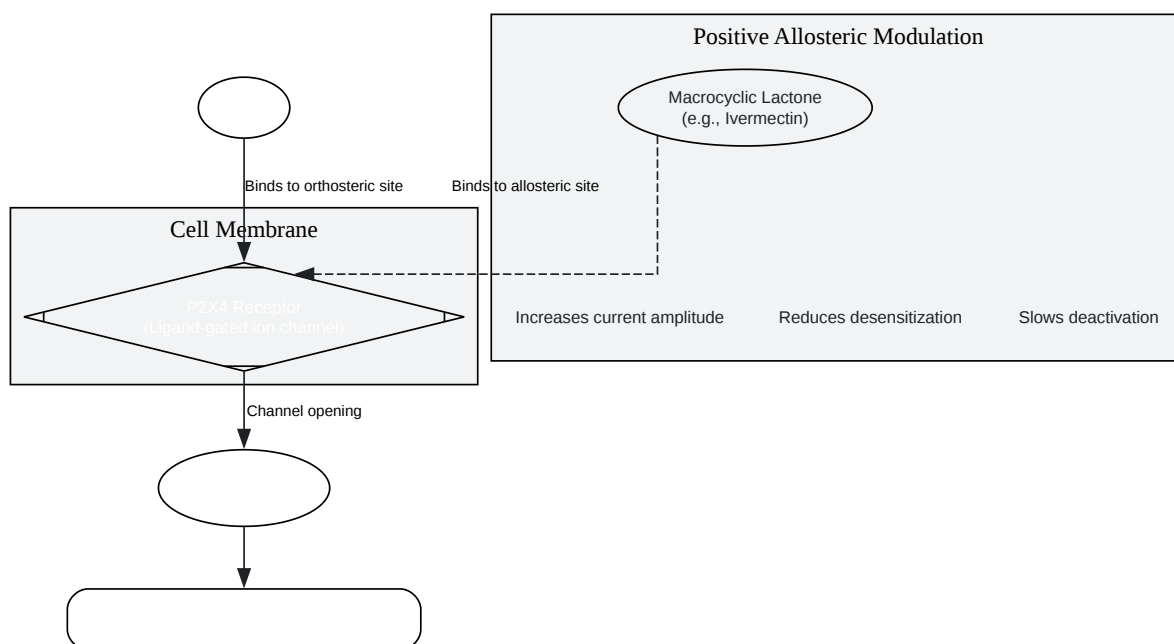 Positive Allosteric Modulation
Macrocyclic Lactone
(e.g., Ivermectin)
Binds to orthosteric site
Binds to allosteric site
Cell Membrane
P2X4 Receptor
(Ligand-gated ion channel)
Increases current amplitude
Reduces desensitization
Slows deactivation
Channel opening